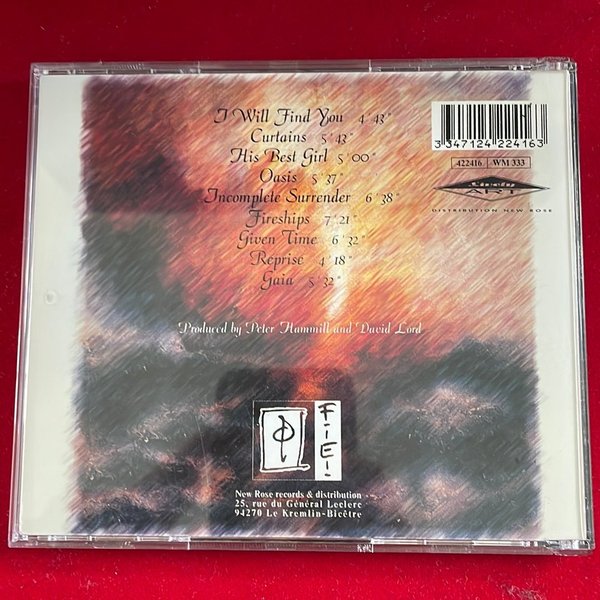 I Will Find You 4'43"
Curtains 5'43"
His Best Girl 5'00"
Oasis 5'37"
Incomplete Surrender 6'38"
Fireships 7'21"
Given Time 6'32"
Reprise 4'18"
Gaia 5'32"
3 347124 224163
422416 WM 333
ART
DISTRIBUTION NEW ROSE
Produced by Peter Hammill and David Lord
F·I·E!
New Rose records & distribution
25, rue du Général Leclerc
94270 Le Kremlin-Bicêtre